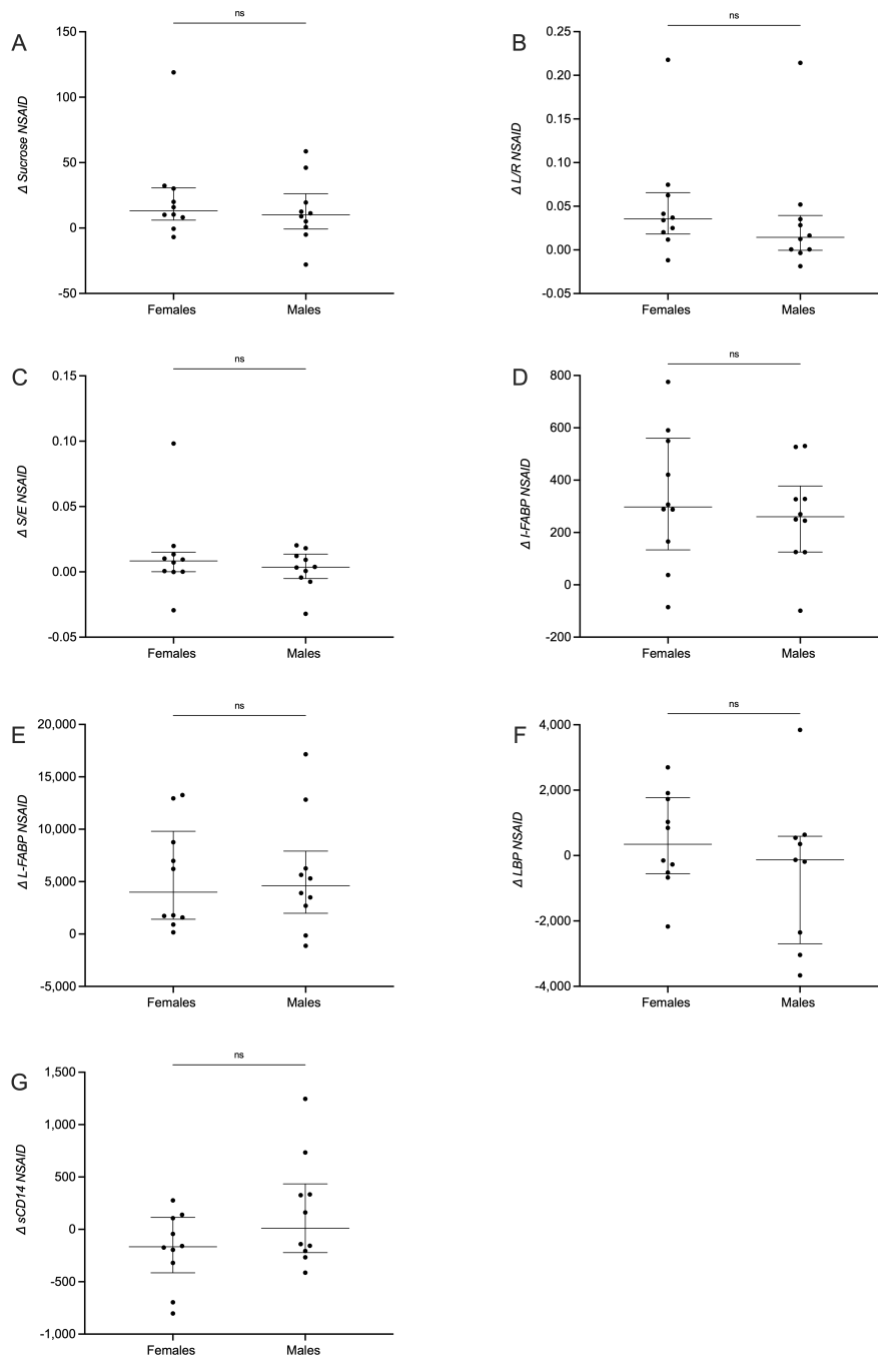 A
ns
Δ Sucrose NSAID
150
100
50
0
-50
Females
Males
B
ns
Δ L/R NSAID
0.25
0.20
0.15
0.10
0.05
0.00
-0.05
Females
Males
C
ns
Δ S/E NSAID
0.15
0.10
0.05
0.00
-0.05
Females
Males
D
ns
Δ I-FABP NSAID
800
600
400
200
0
-200
Females
Males
E
ns
Δ L-FABP NSAID
20,000
15,000
10,000
5,000
0
-5,000
Females
Males
F
ns
Δ LBP NSAID
4,000
2,000
0
-2,000
-4,000
Females
Males
G
ns
Δ sCD14 NSAID
1,500
1,000
500
0
-500
-1,000
Females
Males